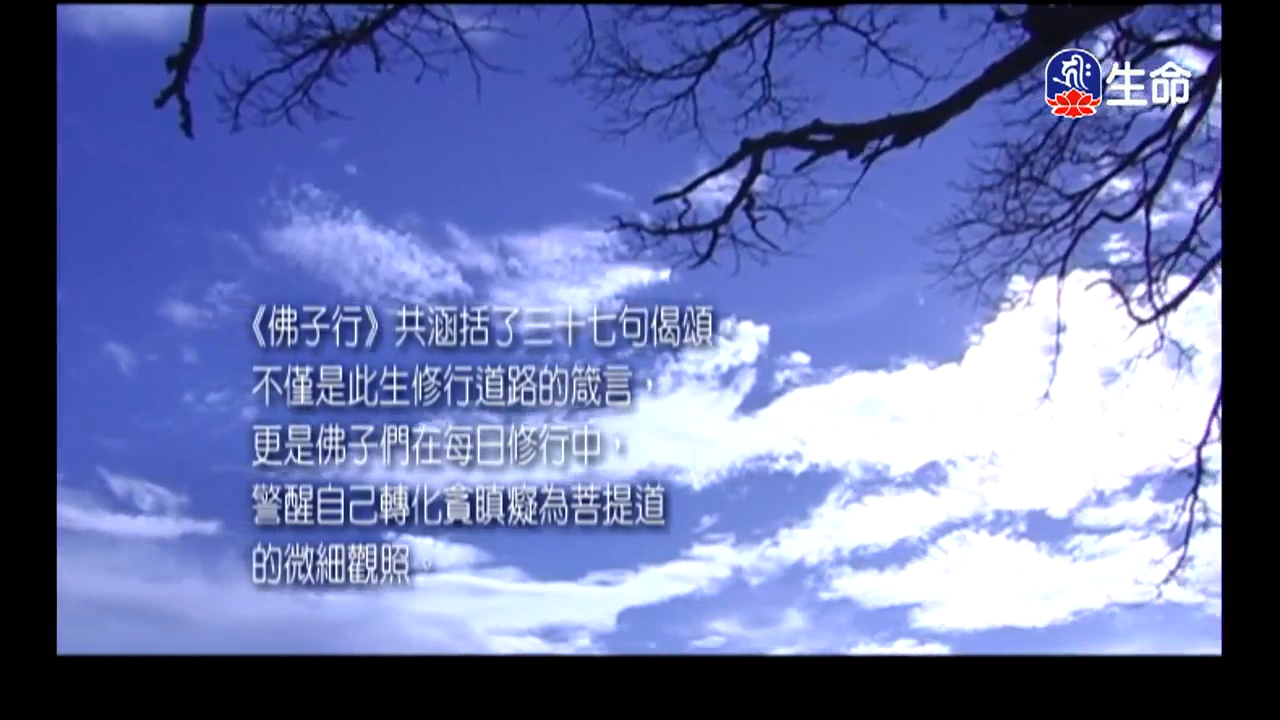 生命
《佛子行》共涵括了三十七句偈頌，
不僅是此生修行道路的箴言，
更是佛子們在每日修行中，
警醒自己轉化貪瞋癡為菩提道
的微細觀照。